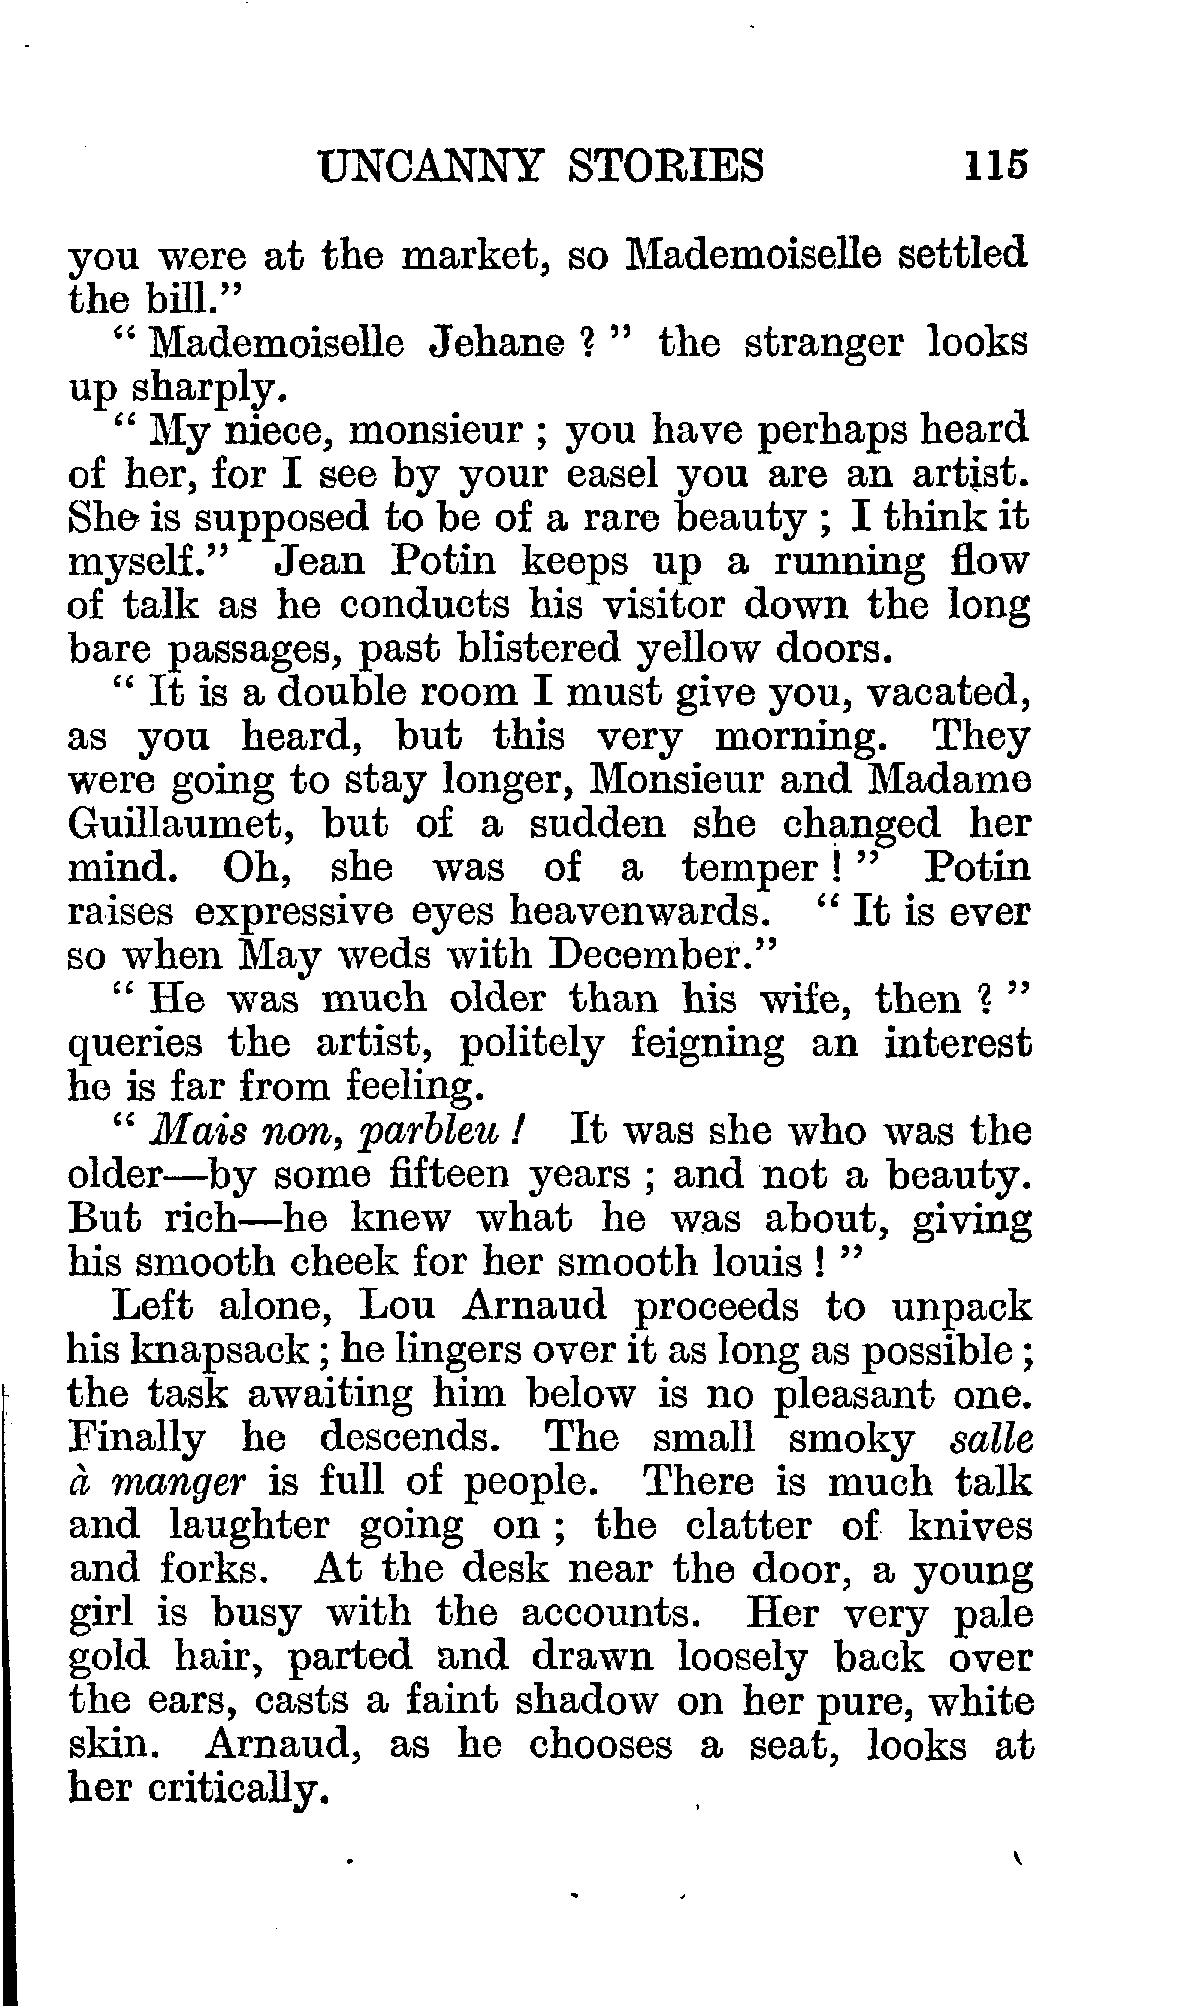 UNCANNY STORIES 115
you were at the market, so Mademoiselle settled
the bill."
" Mademoiselle Jehane ? " the stranger looks
up sharply.
" My niece, monsieur ; you have perhaps heard
of her, for I see by your easel you are an artist.
She is supposed to be of a rare beauty ; I think it
myself." Jean Potin keeps up a running flow
of talk as he conducts his visitor down the long
bare passages, past blistered yellow doors.
" It is a double room I must give you, vacated,
as you heard, but this very morning. They
were going to stay longer, Monsieur and Madame
Guillaumet, but of a sudden she changed her
mind. Oh, she was of a temper ! " Potin
raises expressive eyes heavenwards. " It is ever
so when May weds with December."
" He was much older than his wife, then ? "
queries the artist, politely feigning an interest
he is far from feeling.
" Mais non, parbleu ! It was she who was the
older—by some fifteen years ; and not a beauty.
But rich—he knew what he was about, giving
his smooth cheek for her smooth louis ! "
Left alone, Lou Arnaud proceeds to unpack
his knapsack ; he lingers over it as long as possible ;
the task awaiting him below is no pleasant one.
Finally he descends. The small smoky salle
à manger is full of people. There is much talk
and laughter going on ; the clatter of knives
and forks. At the desk near the door, a young
girl is busy with the accounts. Her very pale
gold hair, parted and drawn loosely back over
the ears, casts a faint shadow on her pure, white
skin. Arnaud, as he chooses a seat, looks at
her critically.